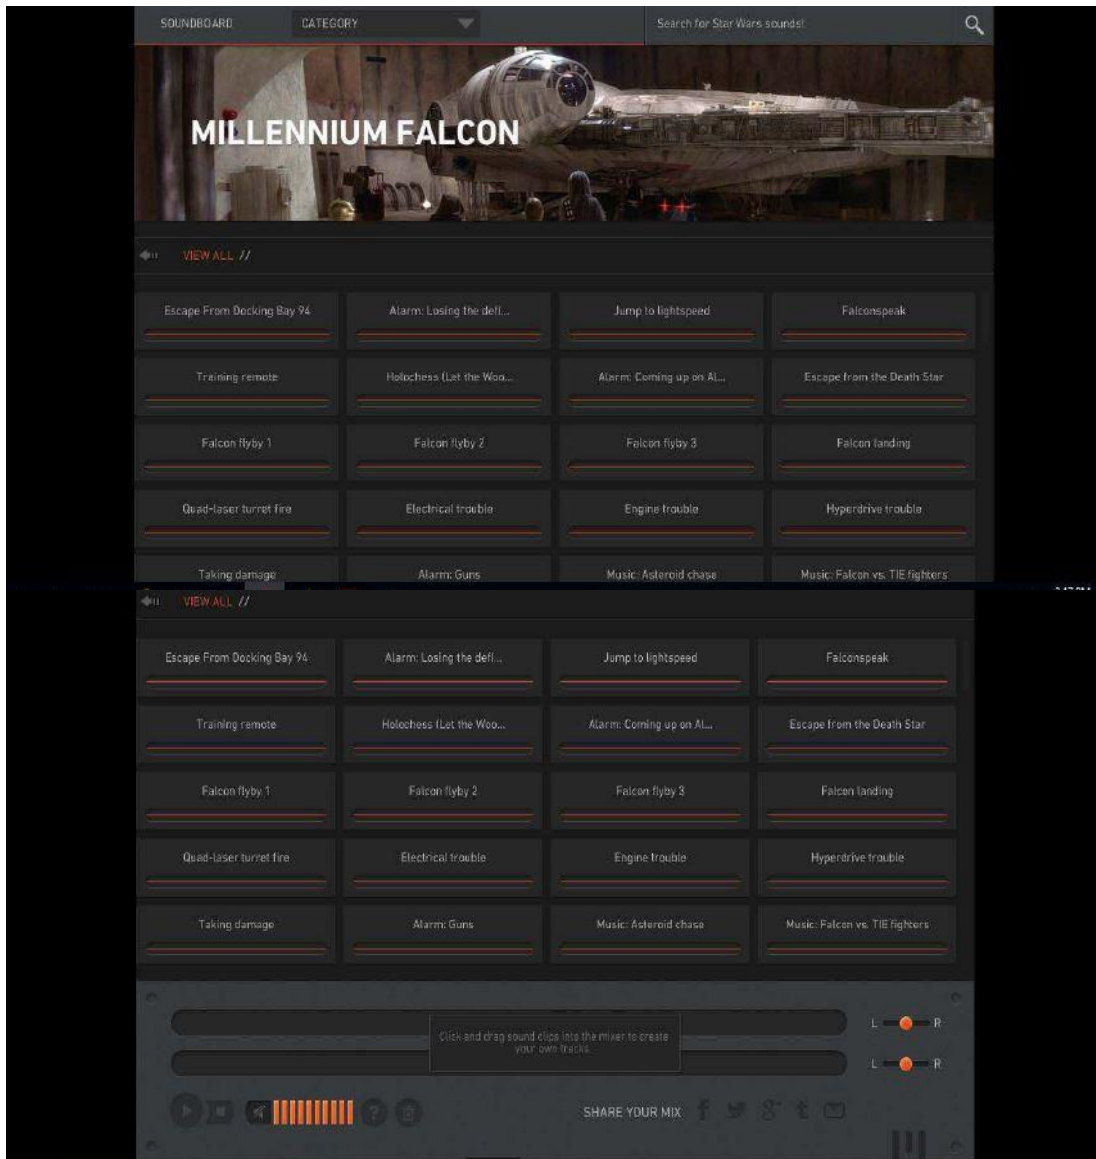 SOUNDBOARD CATEGORY Search for Star Wars sounds!
MILLENNIUM FALCON
VIEW ALL //
Escape From Docking Bay 94 Alarm: Losing the defl... Jump to lightspeed Falconspeak
Training remote Holochess (Let the Woo... Alarm: Coming up on Al... Escape from the Death Star
Falcon flyby 1 Falcon flyby 2 Falcon flyby 3 Falcon landing
Quad-laser turret fire Electrical trouble Engine trouble Hyperdrive trouble
Taking damage Alarm: Guns Music: Asteroid chase Music: Falcon vs. TIE fighters
VIEW ALL //
Escape From Docking Bay 94 Alarm: Losing the defl... Jump to lightspeed Falconspeak
Training remote Holochess (Let the Woo... Alarm: Coming up on Al... Escape from the Death Star
Falcon flyby 1 Falcon flyby 2 Falcon flyby 3 Falcon landing
Quad-laser turret fire Electrical trouble Engine trouble Hyperdrive trouble
Taking damage Alarm: Guns Music: Asteroid chase Music: Falcon vs. TIE fighters
Click and drag sound clips into the mixer to create
your own tracks.
L R
L R
? SHARE YOUR MIX f g+ t